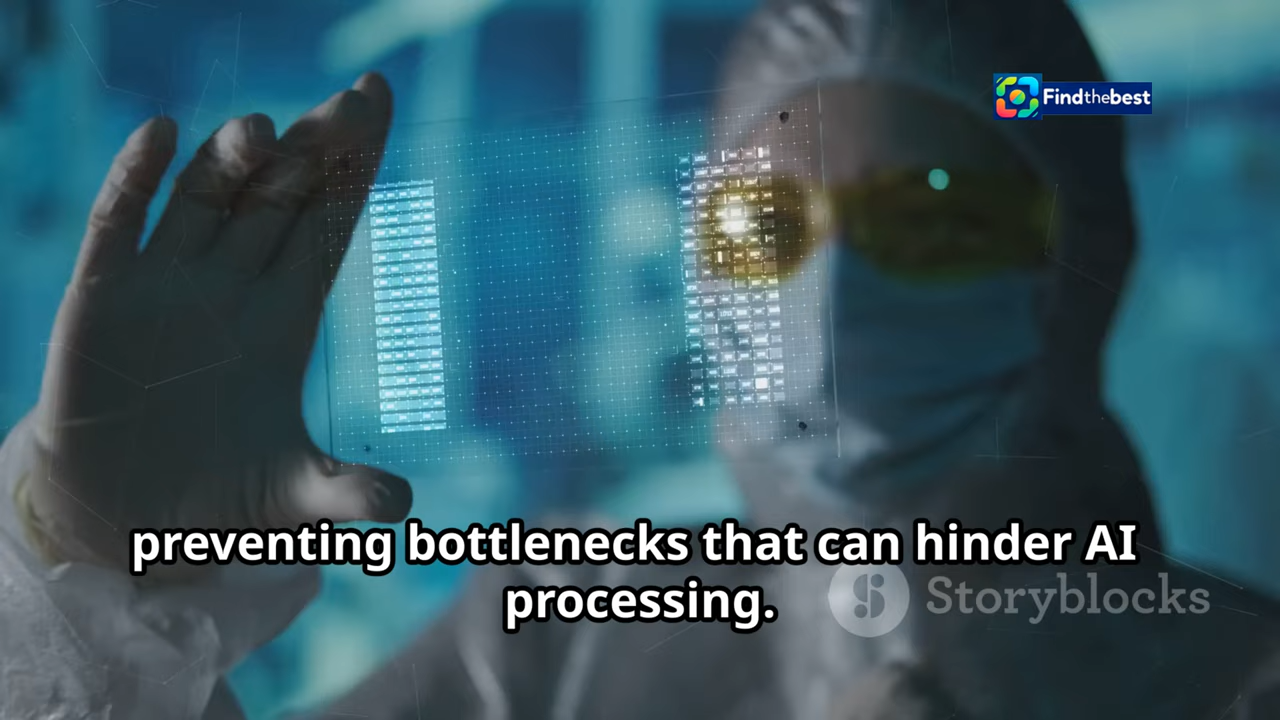 Findthebest
preventing bottlenecks that can hinder AI
processing.
Storyblocks